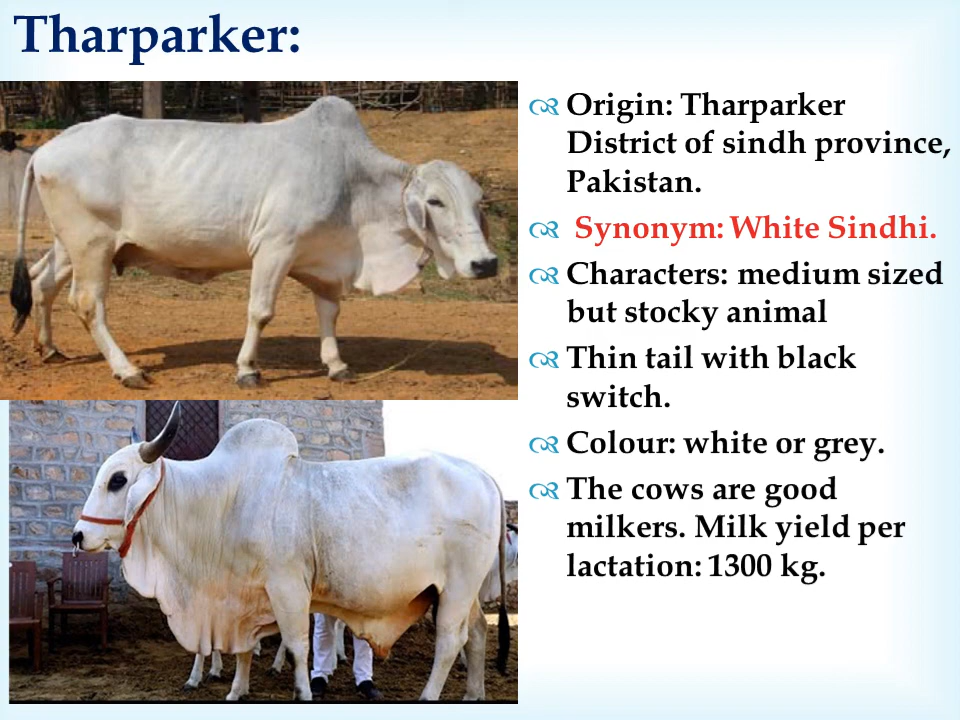 Tharparker:
Origin: Tharparker
District of sindh province,
Pakistan.
Synonym: White Sindhi.
Characters: medium sized
but stocky animal
Thin tail with black
switch.
Colour: white or grey.
The cows are good
milkers. Milk yield per
lactation: 1300 kg.